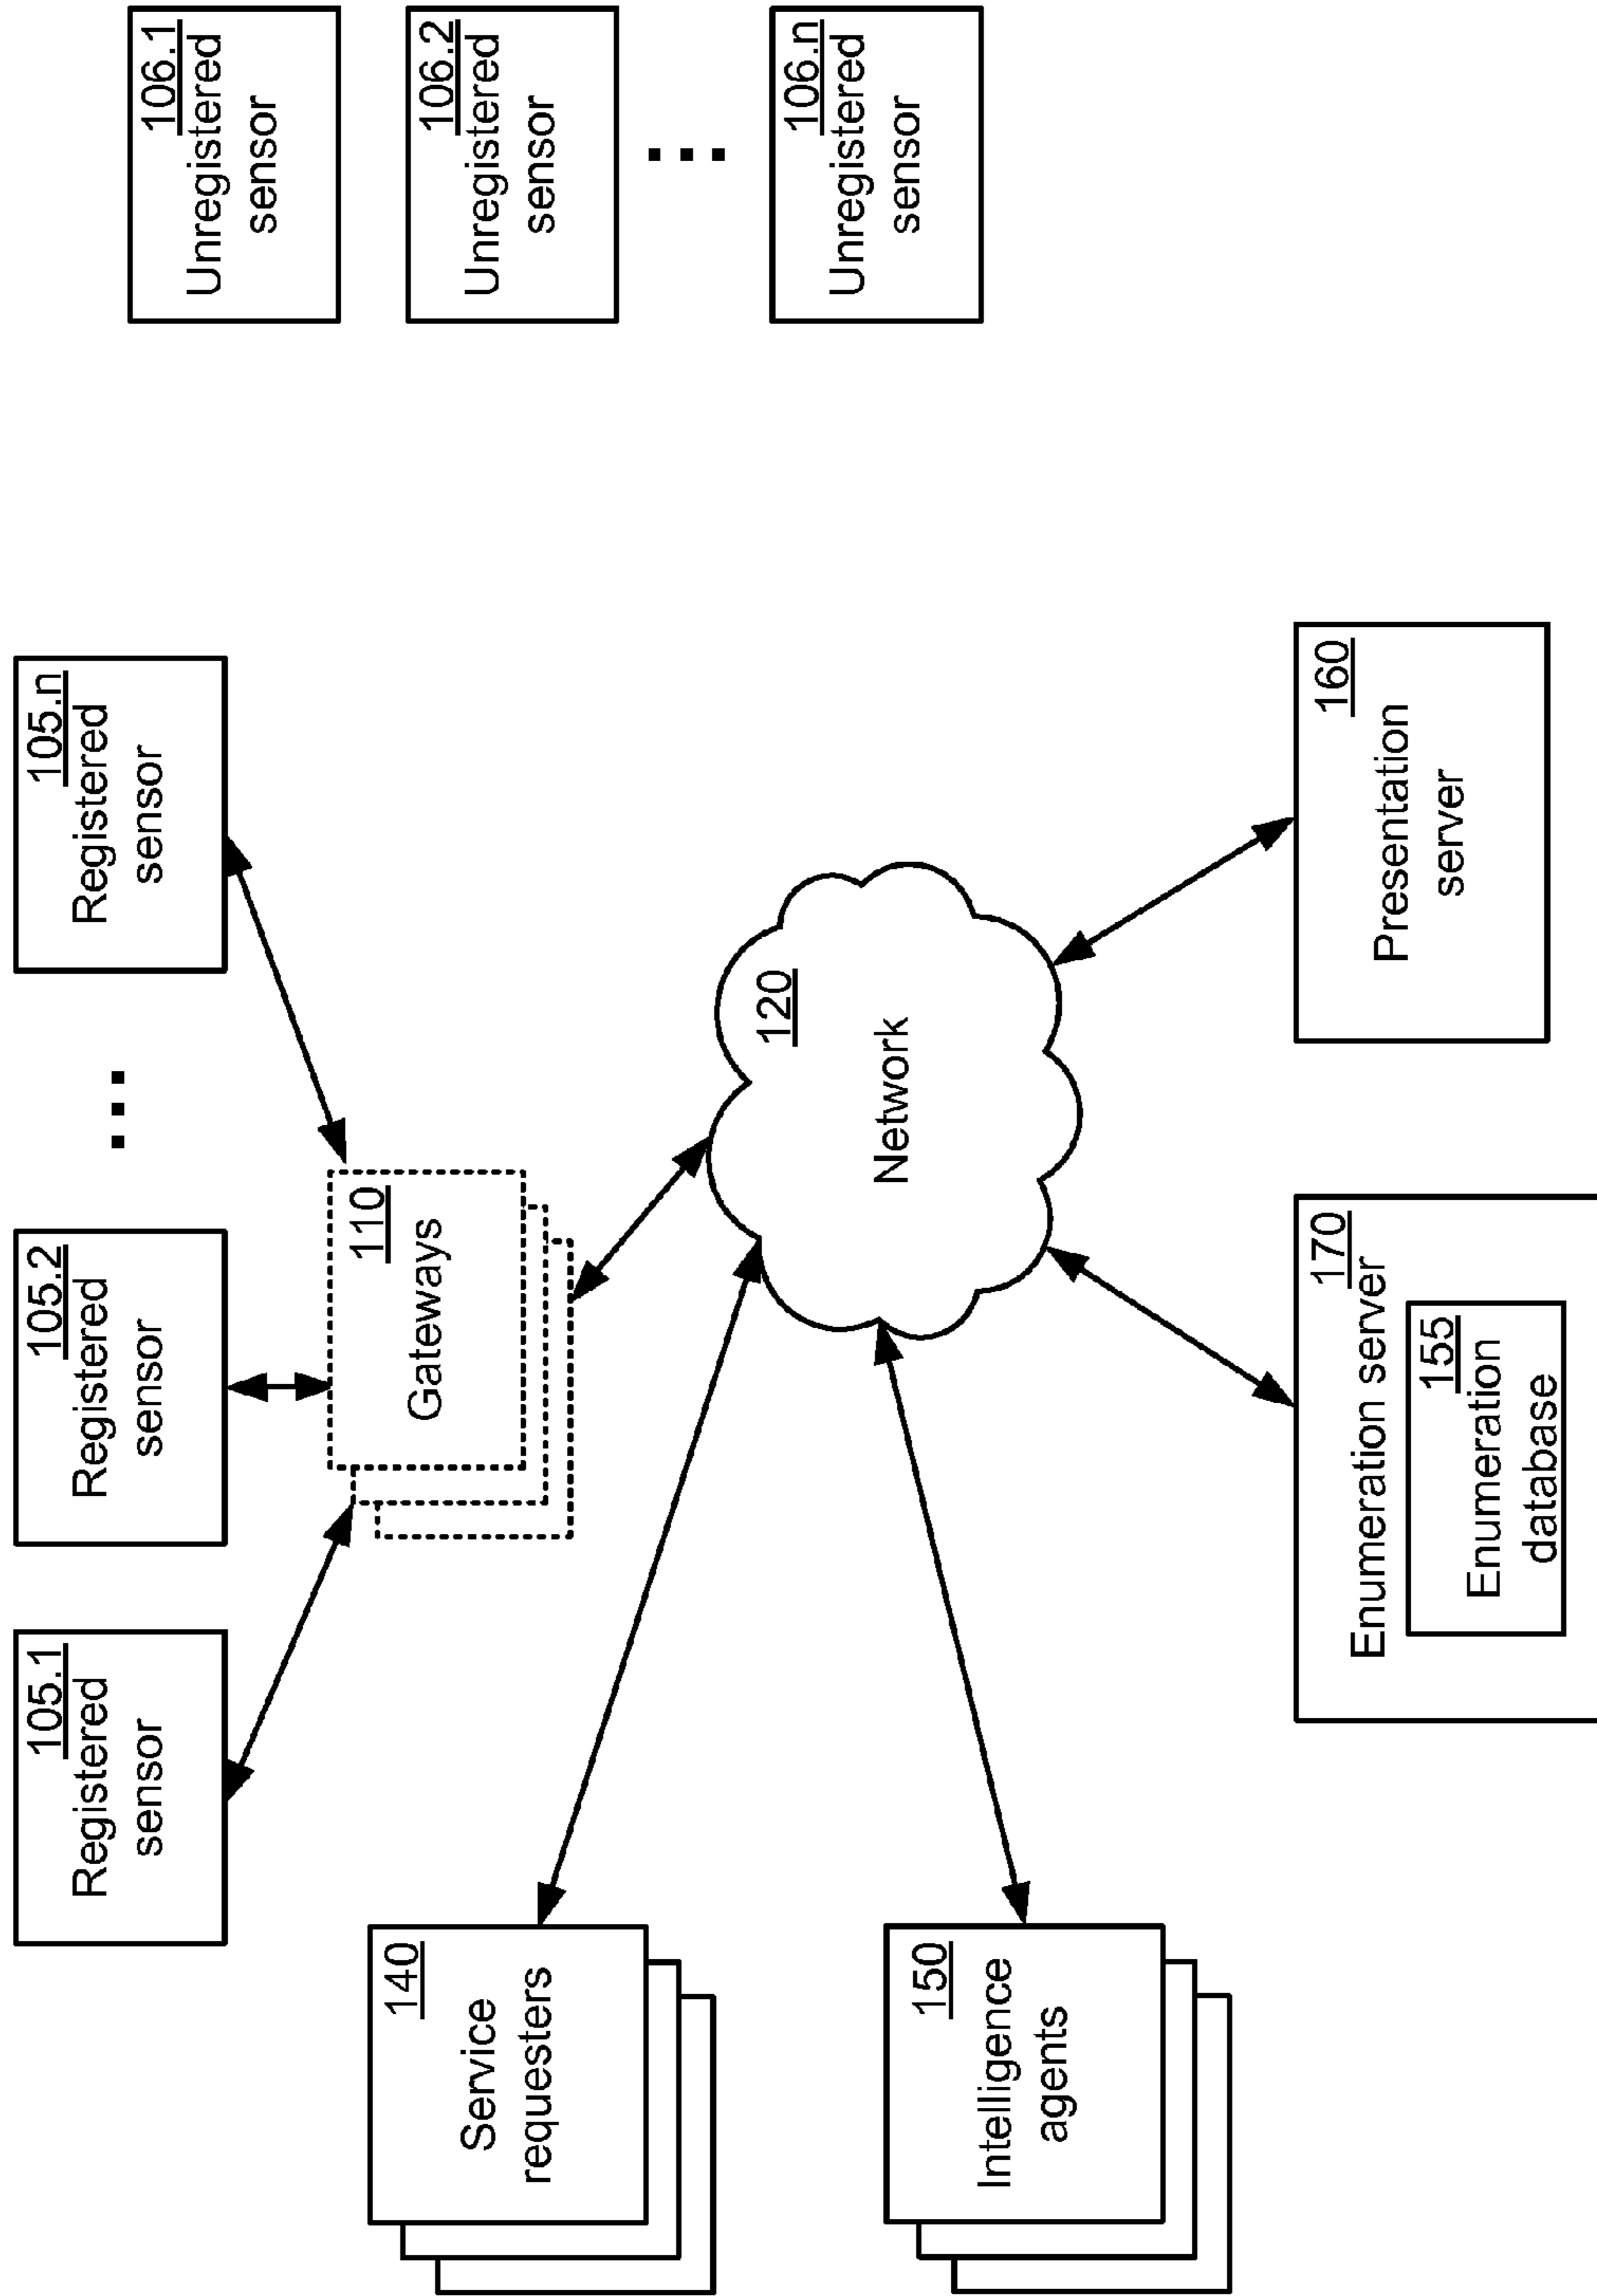 105.1
Registered
sensor
105.2
Registered
sensor
...
105.n
Registered
sensor
106.1
Unregistered
sensor
106.2
Unregistered
sensor
...
106.n
Unregistered
sensor
110
Gateways
120
Network
140
Service
requesters
150
Intelligence
agents
170
Enumeration server
155
Enumeration
database
160
Presentation
server